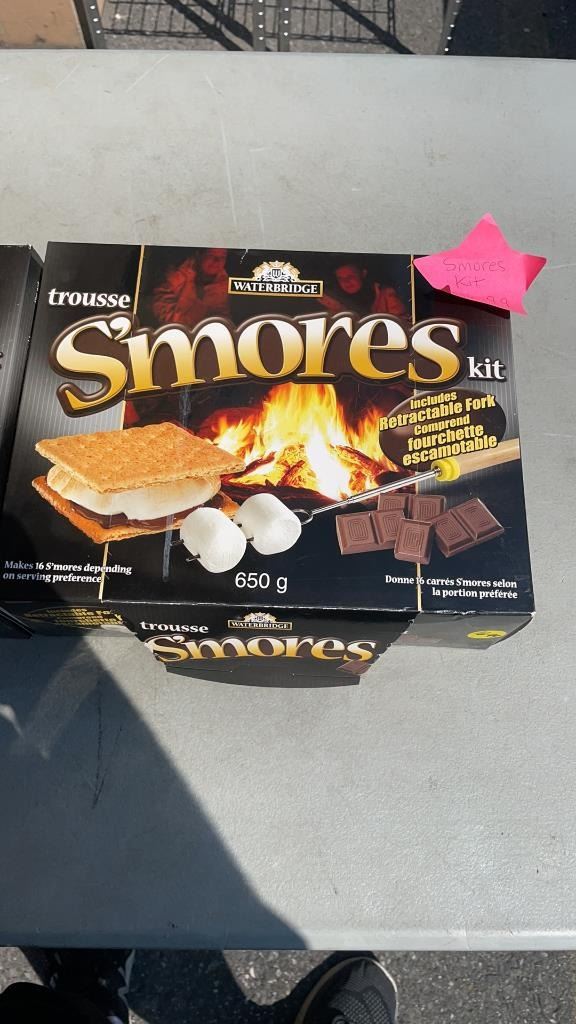 WATERBRIDGE
trousse
S'mores
kit
Smores
Kit
includes
Retractable Fork
Comprend
fourchette
escamotable
Makes 16 S'mores depending
on serving preference
650 g
Donne 16 carrés S'mores selon
la portion préférée
trousse
WATERBRIDGE
S'mores